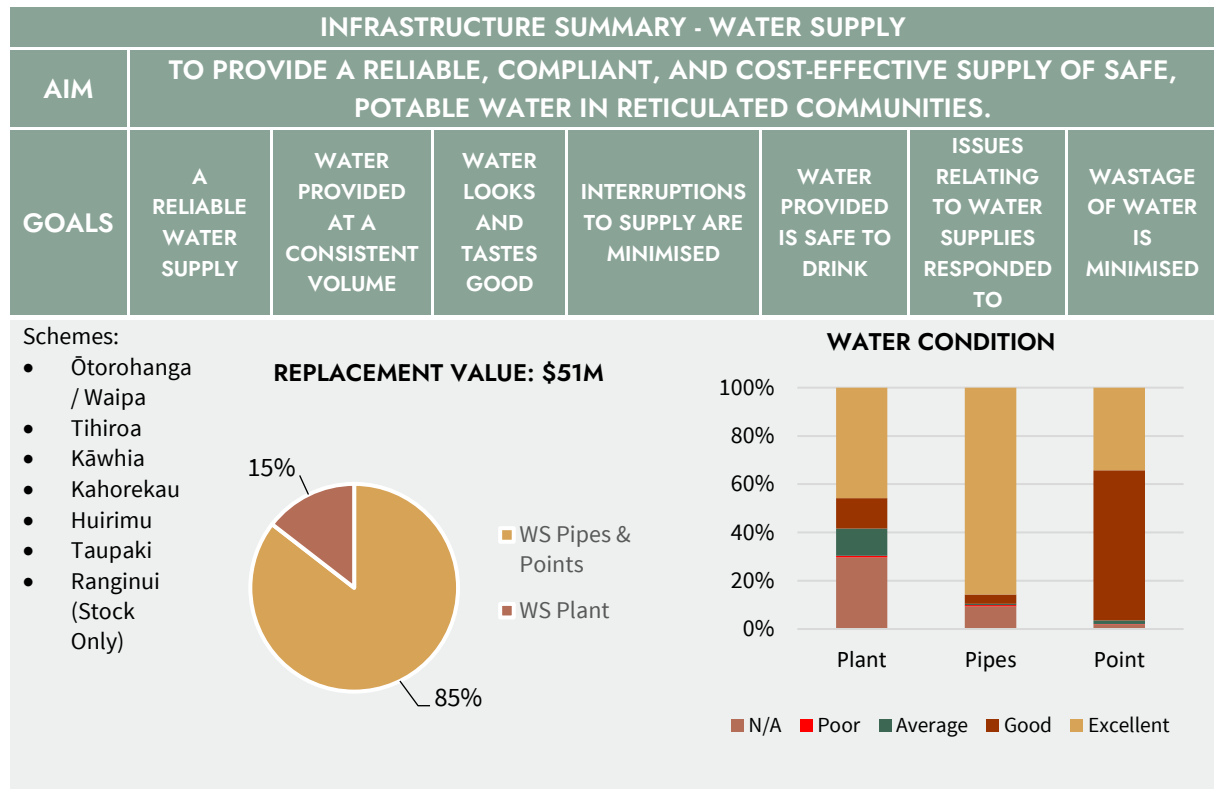 INFRASTRUCTURE SUMMARY - WATER SUPPLY
AIM
TO PROVIDE A RELIABLE, COMPLIANT, AND COST-EFFECTIVE SUPPLY OF SAFE,
POTABLE WATER IN RETICULATED COMMUNITIES.
GOALS
A
RELIABLE
WATER
SUPPLY
WATER
PROVIDED
AT A
CONSISTENT
VOLUME
WATER
LOOKS
AND
TASTES
GOOD
INTERRUPTIONS
TO SUPPLY ARE
MINIMISED
WATER
PROVIDED
IS SAFE TO
DRINK
ISSUES
RELATING
TO WATER
SUPPLIES
RESPONDED
TO
WASTAGE
OF WATER
IS
MINIMISED
Schemes:
• Ōtorohanga
/ Waipa
• Tihiroa
• Kāwhia
• Kahorekau
• Huirimu
• Taupaki
• Ranginui
(Stock
Only)
REPLACEMENT VALUE: $51M
15%
85%
WS Pipes &
Points
WS Plant
WATER CONDITION
100%
80%
60%
40%
20%
0%
Plant Pipes Point
N/A Poor Average Good Excellent